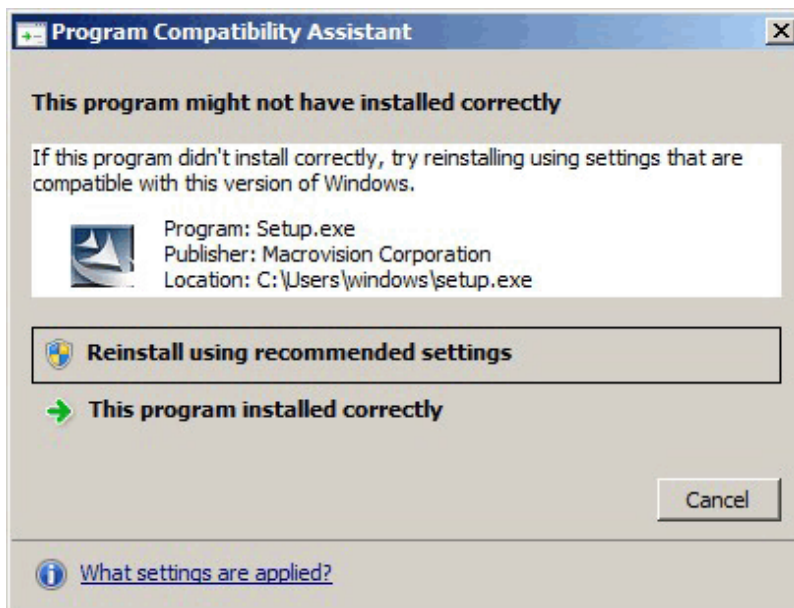 Program Compatibility Assistant
This program might not have installed correctly
If this program didn't install correctly, try reinstalling using settings that are
compatible with this version of Windows.
Program: Setup.exe
Publisher: Macrovision Corporation
Location: C:\Users\windows\setup.exe
Reinstall using recommended settings
This program installed correctly
Cancel
What settings are applied?